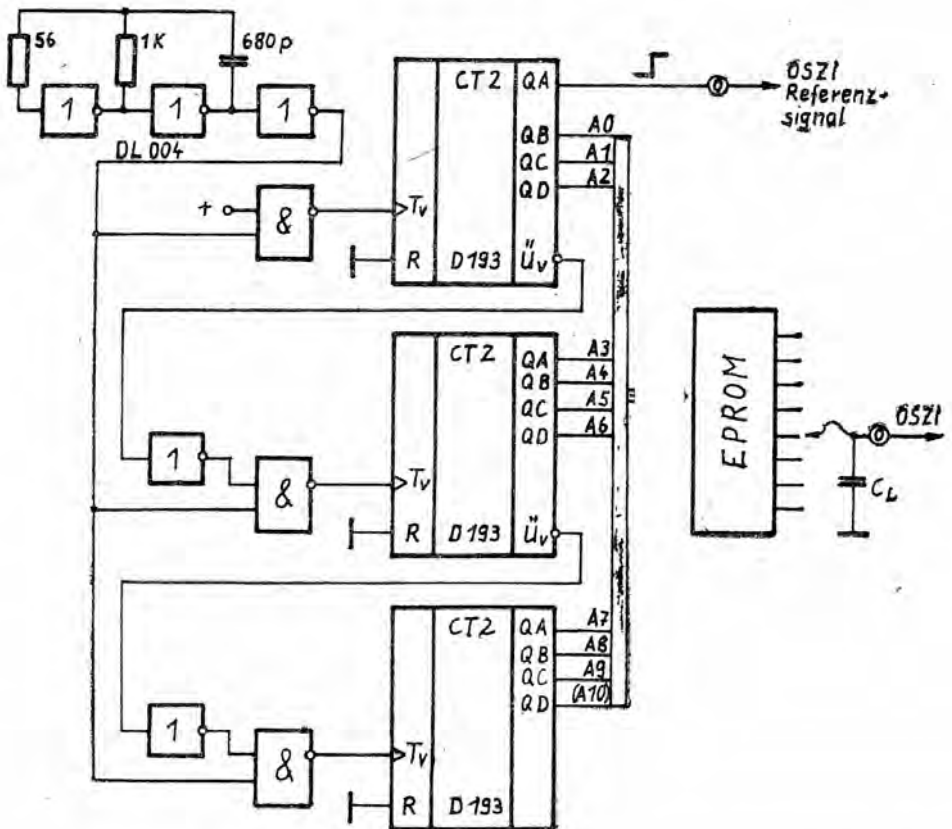 56
1K
680p
1
1
1
DL 004
+
&
CT2
QA
QB
QC
QD
A0
A1
A2
TV
R
D193
ÜV
OSZI
Referenz-
signal
CT2
QA
QB
QC
QD
A3
A4
A5
A6
1
&
TV
R
D193
ÜV
EPROM
OSZI
CL
CT2
QA
QB
QC
QD
A7
A8
A9
(A10)
1
&
TV
R
D193